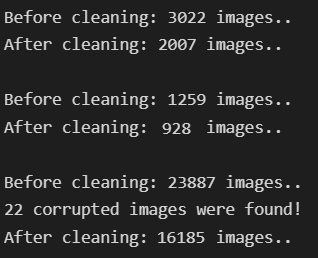 Before cleaning: 3022 images..
After cleaning: 2007 images..
Before cleaning: 1259 images..
After cleaning: 928 images..
Before cleaning: 23887 images..
22 corrupted images were found!
After cleaning: 16185 images..